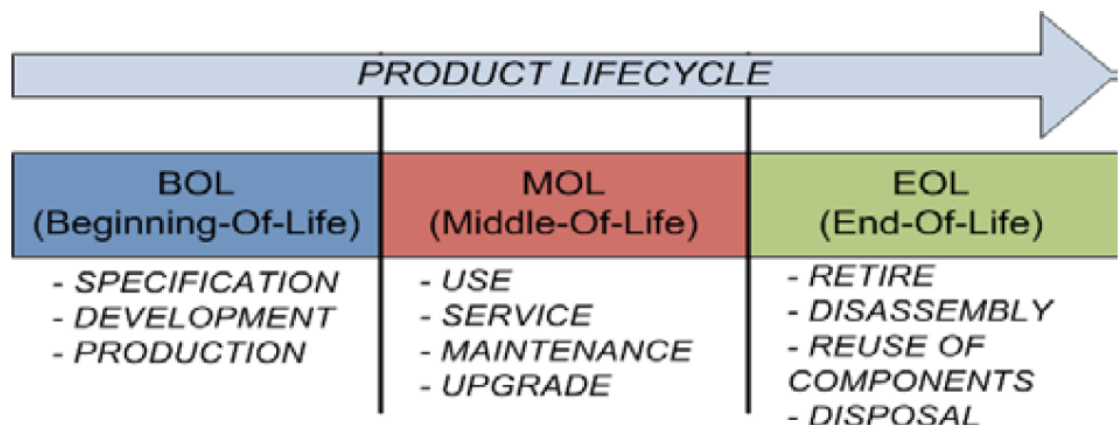 PRODUCT LIFECYCLE
BOL
(Beginning-Of-Life)
- SPECIFICATION
- DEVELOPMENT
- PRODUCTION
MOL
(Middle-Of-Life)
- USE
- SERVICE
- MAINTENANCE
- UPGRADE
EOL
(End-Of-Life)
- RETIRE
- DISASSEMBLY
- REUSE OF
COMPONENTS
- DISPOSAL